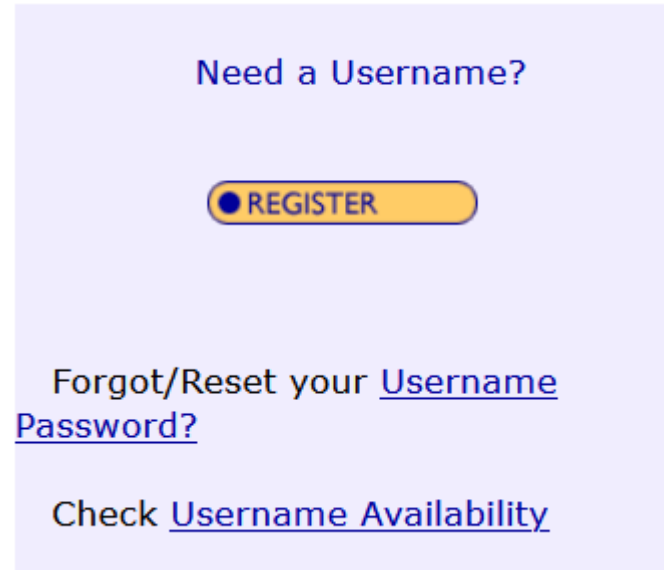 Need a Username?
REGISTER
Forgot/Reset your Username
Password?
Check Username Availability